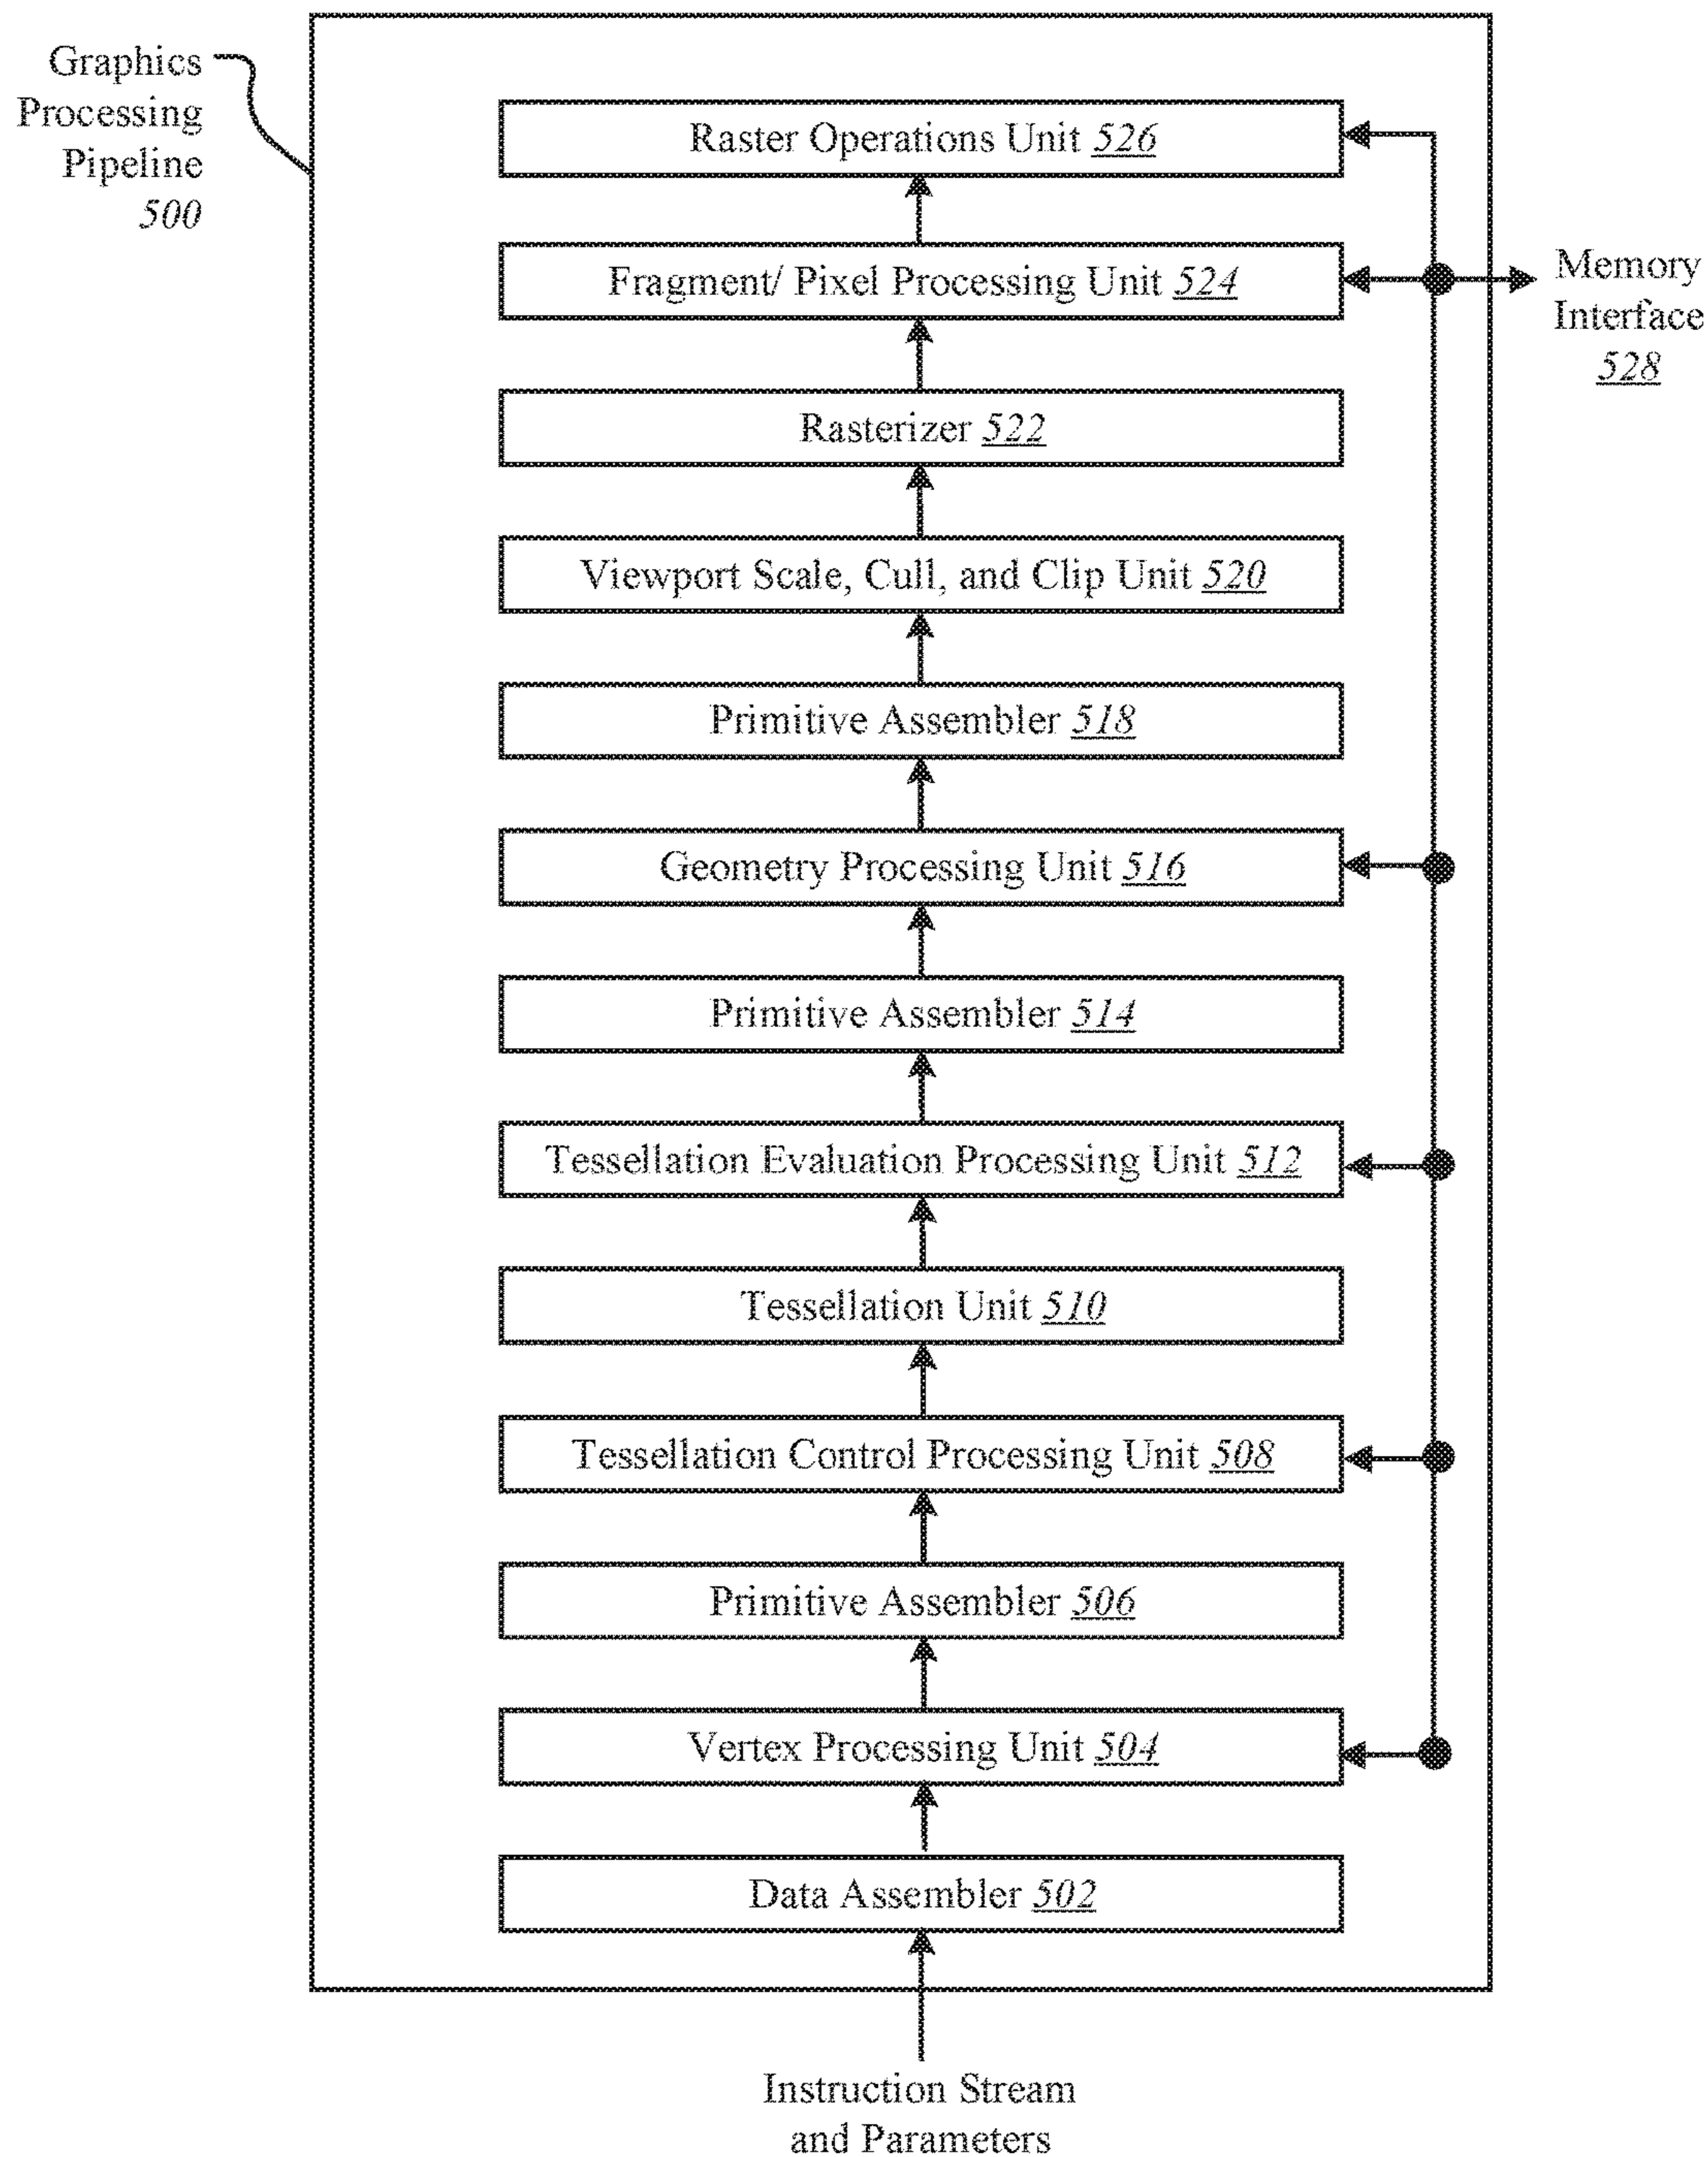 Graphics
Processing
Pipeline
500
Raster Operations Unit 526
Fragment/ Pixel Processing Unit 524
Memory
Interface
528
Rasterizer 522
Viewport Scale, Cull, and Clip Unit 520
Primitive Assembler 518
Geometry Processing Unit 516
Primitive Assembler 514
Tessellation Evaluation Processing Unit 512
Tessellation Unit 510
Tessellation Control Processing Unit 508
Primitive Assembler 506
Vertex Processing Unit 504
Data Assembler 502
Instruction Stream
and Parameters